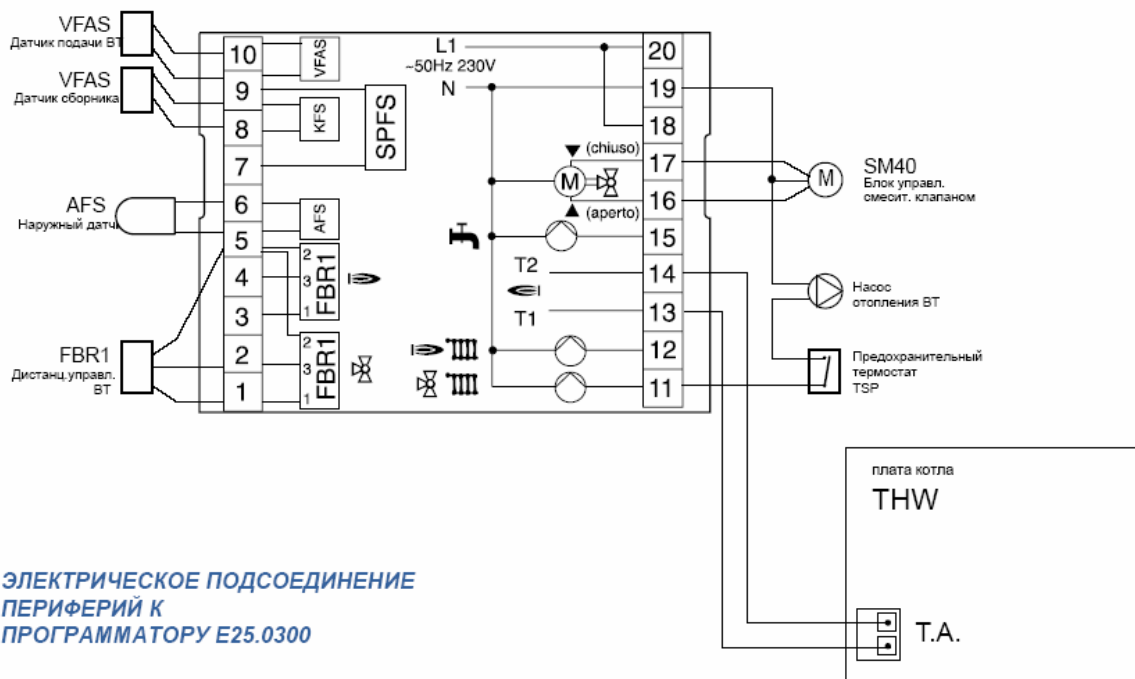 VFAS
Датчик подачи ВТ
VFAS
Датчик сборника
AFS
Наружный датч
FBR1
Дистанц.управл.
ВТ
10
9
8
7
6
5
4
3
2
1
VFAS
KFS
SPFS
AFS
2
3
1
FBR1
2
3
1
FBR1
L1
~50Hz 230V
N
(chiuso)
M
(aperto)
T2
T1
20
19
18
17
16
15
14
13
12
11
M
SM40
Блок управл.
смесит. клапаном
Насос
отопления ВТ
Предохранительный
термостат
TSP
плата котла
THW
T.A.
ЭЛЕКТРИЧЕСКОЕ ПОДСОЕДИНЕНИЕ
ПЕРИФЕРИЙ К
ПРОГРАММАТОРУ E25.0300